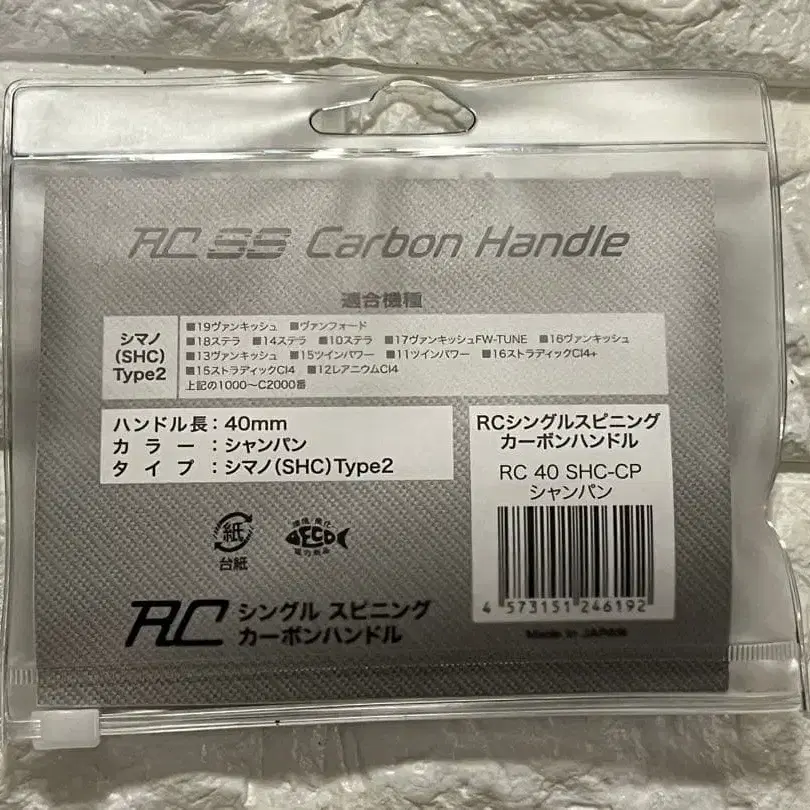 RC SS Carbon Handle
適合機種
シマノ
(SHC)
Type2
■19ヴァンキッシュ ■ヴァンフォード
■18ステラ ■14ステラ ■10ステラ ■17ヴァンキッシュFW-TUNE ■16ヴァンキッシュ
■13ヴァンキッシュ ■15ツインパワー ■11ツインパワー ■16ストラディックCI4+
■15ストラディックCI4 ■12レアニウムCI4
上記の1000～C2000番
ハンドル長：40mm
カラー：シャンパン
タイプ：シマノ(SHC)Type2
RCシングルスピニング
カーボンハンドル
RC 40 SHC-CP
シャンパン
4 573151 246192
Made in JAPAN
紙
台紙
環境・美化
ECO
協力商品
RC シングル スピニング
カーボンハンドル